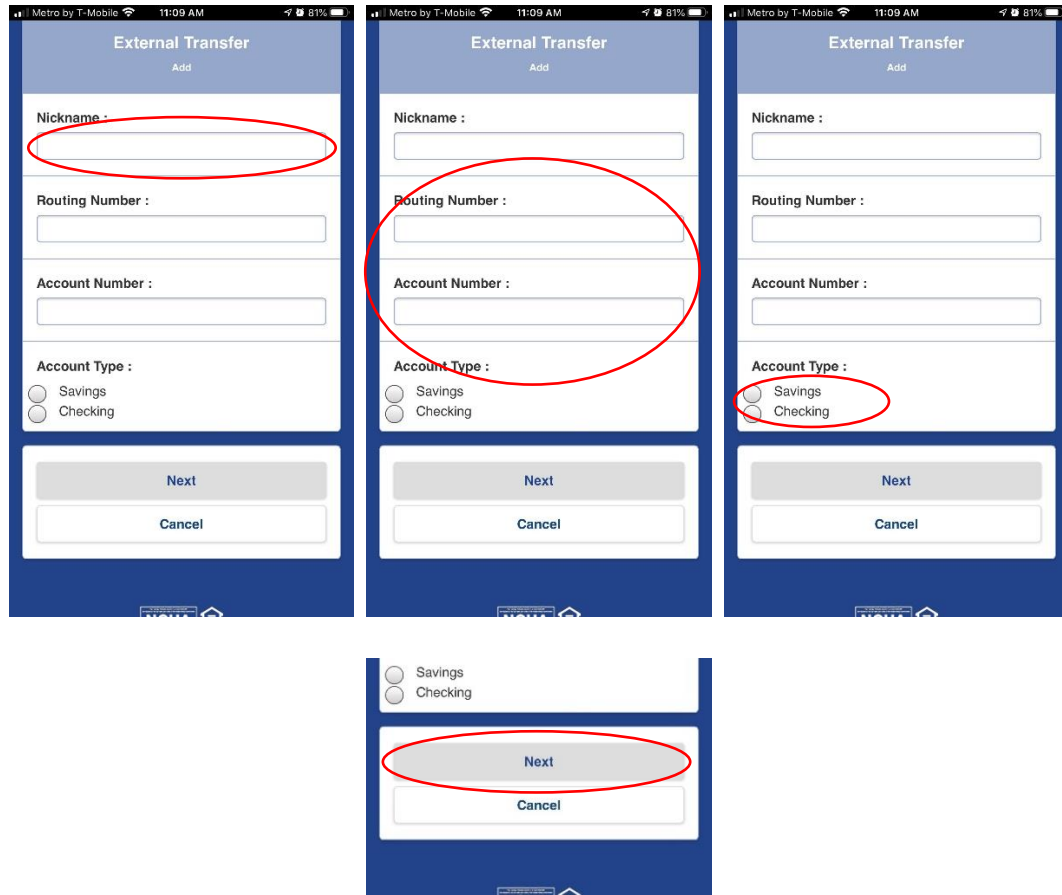 Metro by T-Mobile 11:09 AM 81%
External Transfer
Add
Nickname :
Routing Number :
Account Number :
Account Type :
Savings
Checking
Next
Cancel
NCUA
Metro by T-Mobile 11:09 AM 81%
External Transfer
Add
Nickname :
Routing Number :
Account Number :
Account Type :
Savings
Checking
Next
Cancel
NCUA
Metro by T-Mobile 11:09 AM 81%
External Transfer
Add
Nickname :
Routing Number :
Account Number :
Account Type :
Savings
Checking
Next
Cancel
NCUA
Savings
Checking
Next
Cancel